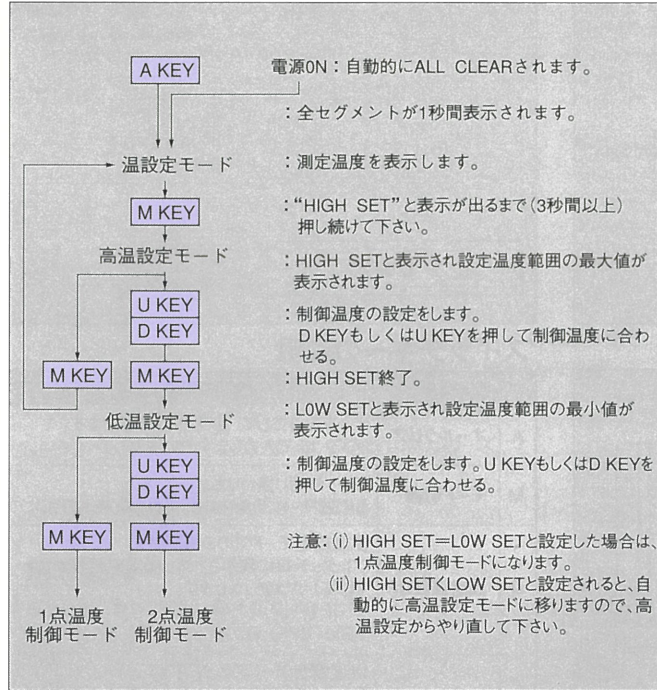 A KEY
電源0N：自動的にALL CLEARされます。
：全セグメントが1秒間表示されます。
温設定モード
：測定温度を表示します。
M KEY
：“HIGH SET”と表示が出るまで(3秒間以上)
押し続けて下さい。
高温設定モード
：HIGH SETと表示され設定温度範囲の最大値が
表示されます。
U KEY
D KEY
：制御温度の設定をします。
D KEYもしくはU KEYを押して制御温度に合わ
せる。
M KEY
M KEY
：HIGH SET終了。
低温設定モード
：L0W SETと表示され設定温度範囲の最小値が
表示されます。
U KEY
D KEY
：制御温度の設定をします。U KEYもしくはD KEYを
押して制御温度に合わせる。
M KEY
M KEY
注意：(i) HIGH SET＝L0W SETと設定した場合は、
1点温度制御モードになります。
(ii) HIGH SET<LOW SETと設定されると、自
動的に高温設定モードに移りますので、高
温設定からやり直して下さい。
1点温度
制御モード
2点温度
制御モード